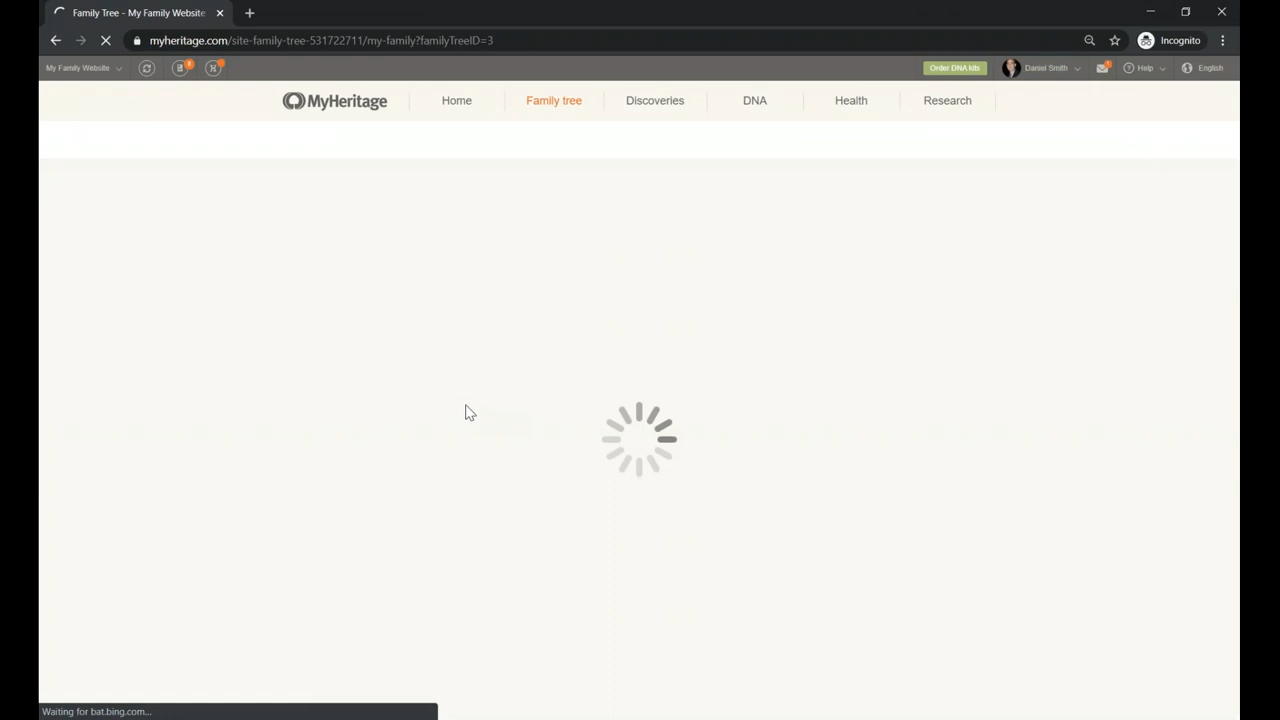 Family Tree - My Family Website
myheritage.com/site-family-tree-531722711/my-family?familyTreeID=3
Incognito
My Family Website
8
Order DNA kits
Daniel Smith
1
Help
English
MyHeritage
Home
Family tree
Discoveries
DNA
Health
Research
Waiting for bat.bing.com...